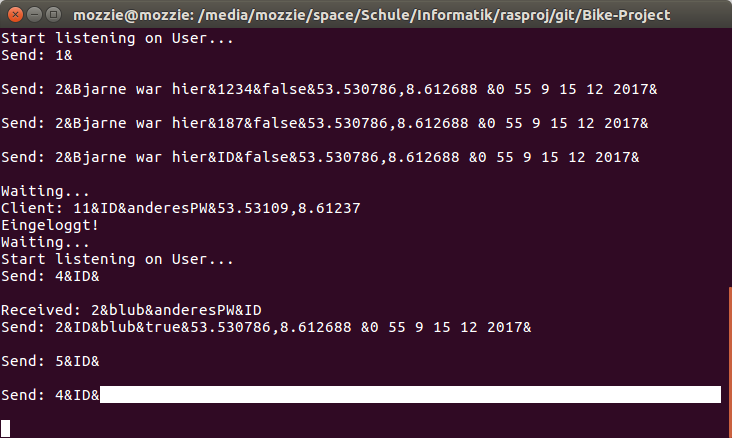 mozzie@mozzie: /media/mozzie/space/Schule/Informatik/rasproj/git/Bike-Project
Start listening on User...
Send: 1&
Send: 2&Bjarne war hier&1234&false&53.530786,8.612688 &0 55 9 15 12 2017&
Send: 2&Bjarne war hier&187&false&53.530786,8.612688 &0 55 9 15 12 2017&
Send: 2&Bjarne war hier&ID&false&53.530786,8.612688 &0 55 9 15 12 2017&
Waiting...
Client: 11&ID&anderesPW&53.53109,8.61237
Eingeloggt!
Waiting...
Start listening on User...
Send: 4&ID&
Received: 2&blub&anderesPW&ID
Send: 2&ID&blub&true&53.530786,8.612688 &0 55 9 15 12 2017&
Send: 5&ID&
Send: 4&ID&